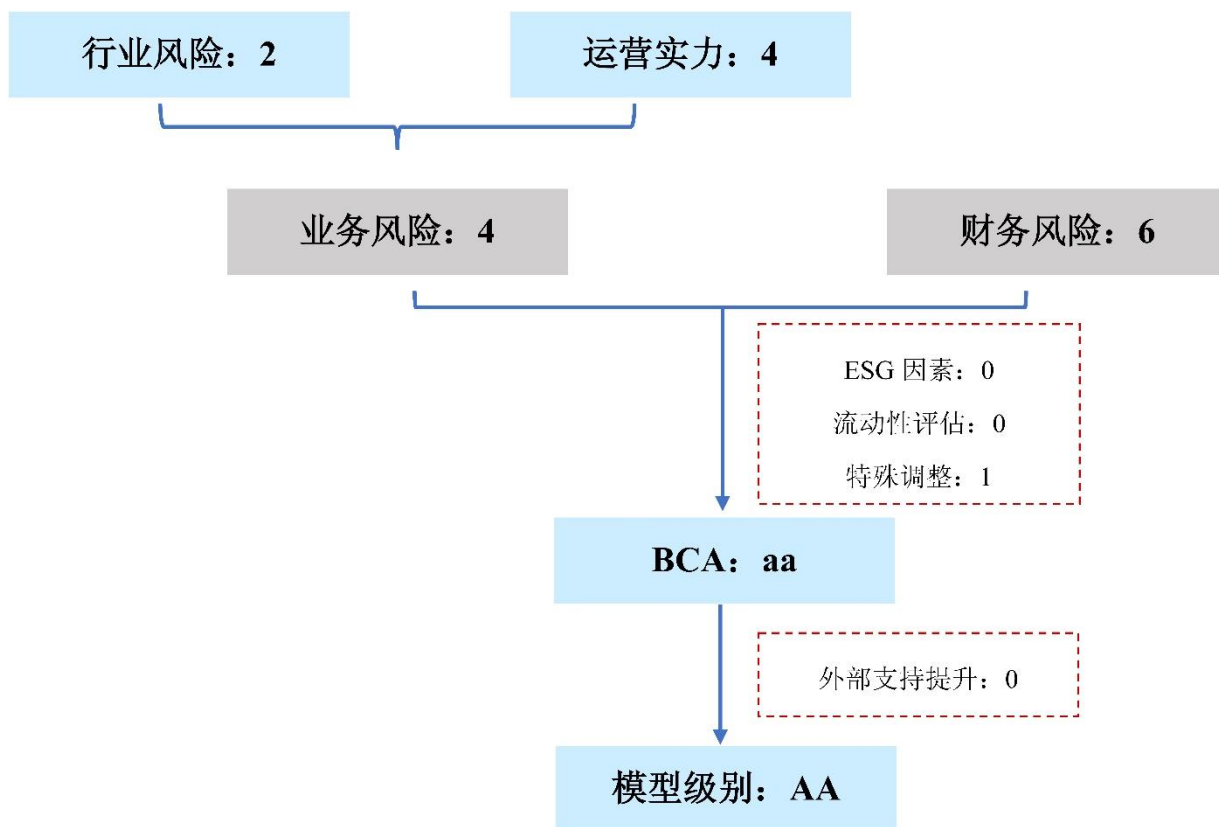 行业风险：2
运营实力：4
业务风险：4
财务风险：6
ESG 因素：0
流动性评估：0
特殊调整：1
BCA：aa
外部支持提升：0
模型级别：AA